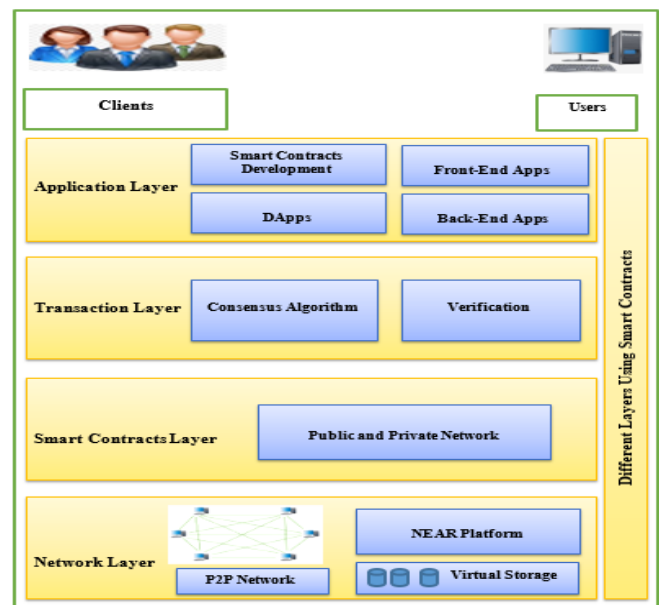 Clients
Users
Application Layer
Smart Contracts
Development
Front-End Apps
DApps
Back-End Apps
Transaction Layer
Consensus Algorithm
Verification
Smart Contracts Layer
Public and Private Network
Network Layer
P2P Network
NEAR Platform
Virtual Storage
Different Layers Using Smart Contracts